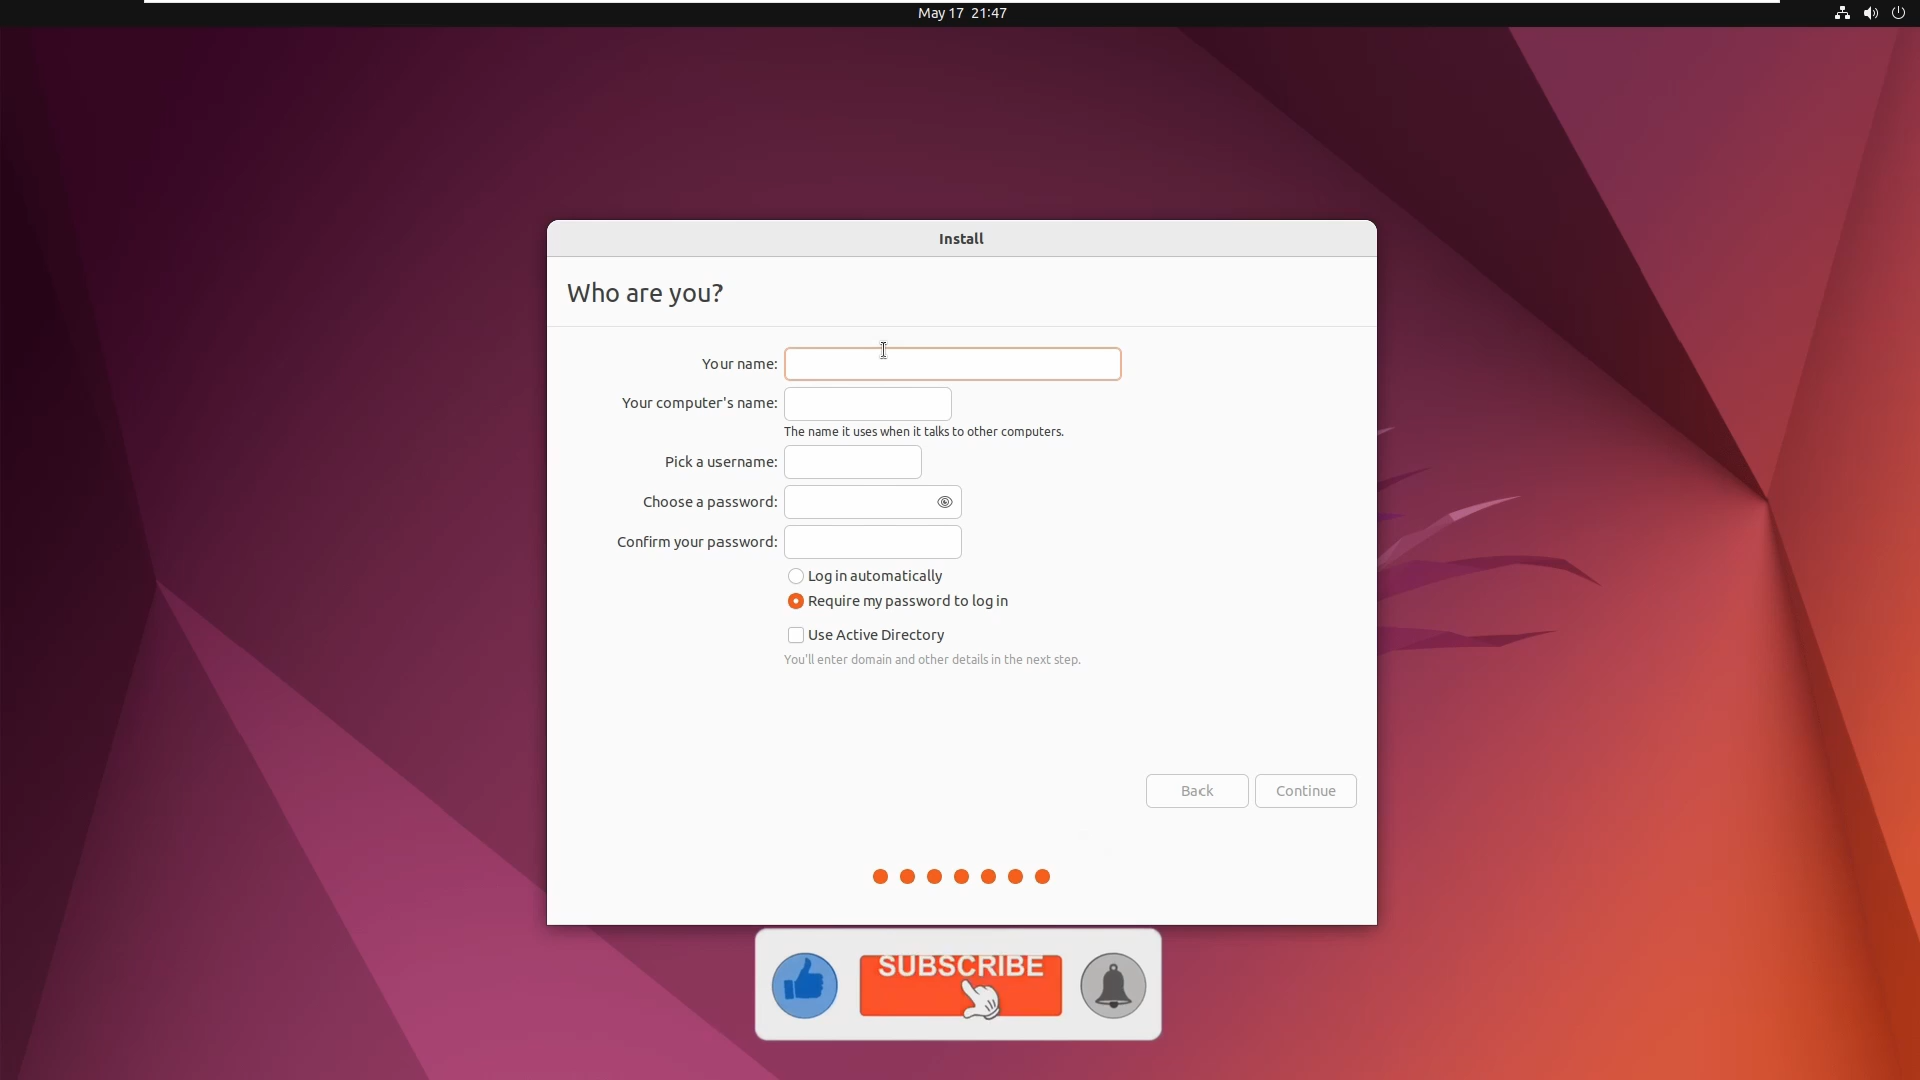 May 17 21:47
Install
Who are you?
Your name:
Your computer's name:
The name it uses when it talks to other computers.
Pick a username:
Choose a password:
Confirm your password:
Log in automatically
Require my password to log in
Use Active Directory
You'll enter domain and other details in the next step.
Back
Continue
SUBSCRIBE